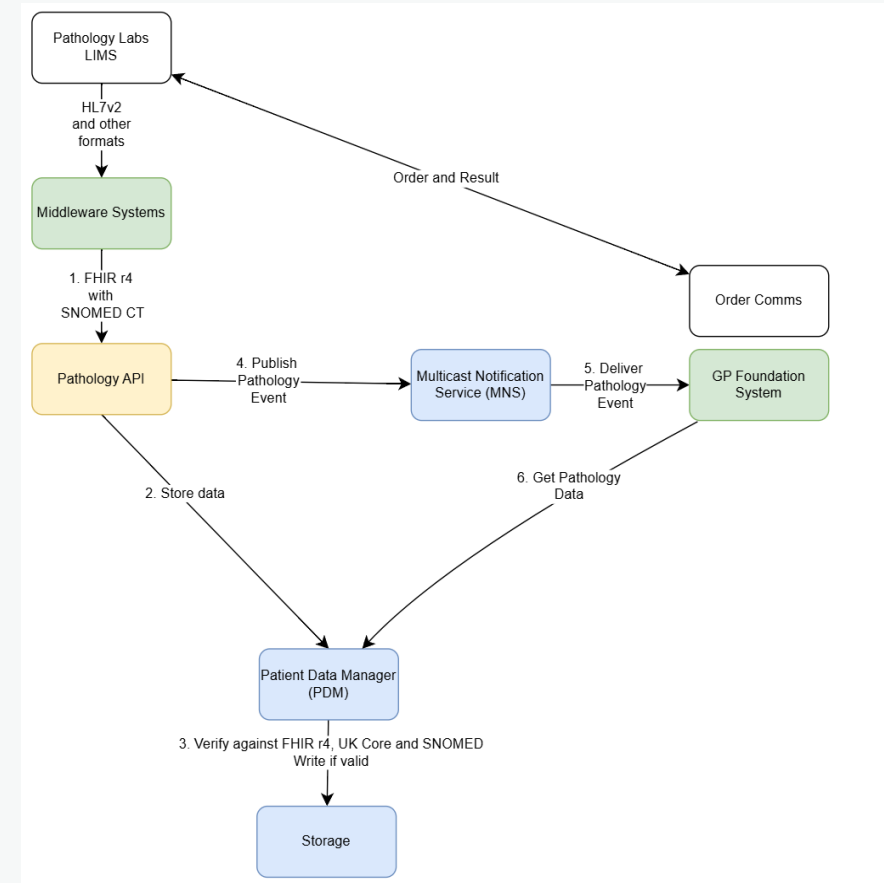 Pathology Labs
LIMS
HL7v2
and other
formats
Order and Result
Middleware Systems
1. FHIR r4
with
SNOMED CT
Order Comms
Pathology API
4. Publish
Pathology
Event
Multicast Notification
Service (MNS)
5. Deliver
Pathology
Event
GP Foundation
System
2. Store data
6. Get Pathology
Data
Patient Data Manager
(PDM)
3. Verify against FHIR r4, UK Core and SNOMED
Write if valid
Storage